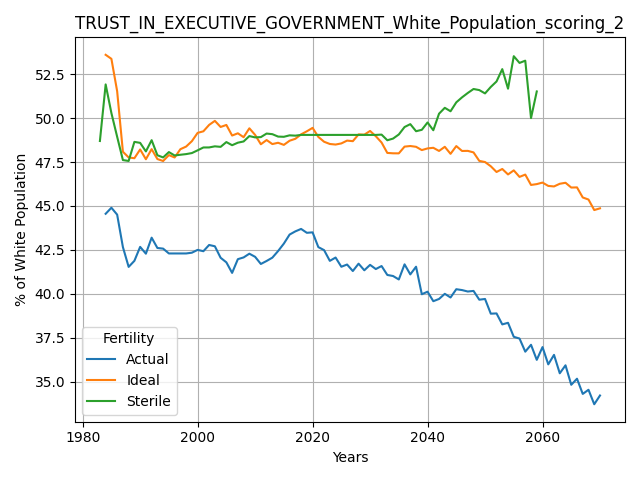 TRUST_IN_EXECUTIVE_GOVERNMENT_White_Population_scoring_2
% of White Population
52.5
50.0
47.5
45.0
42.5
40.0
37.5
35.0
Fertility
Actual
Ideal
Sterile
1980
2000
2020
2040
2060
Years